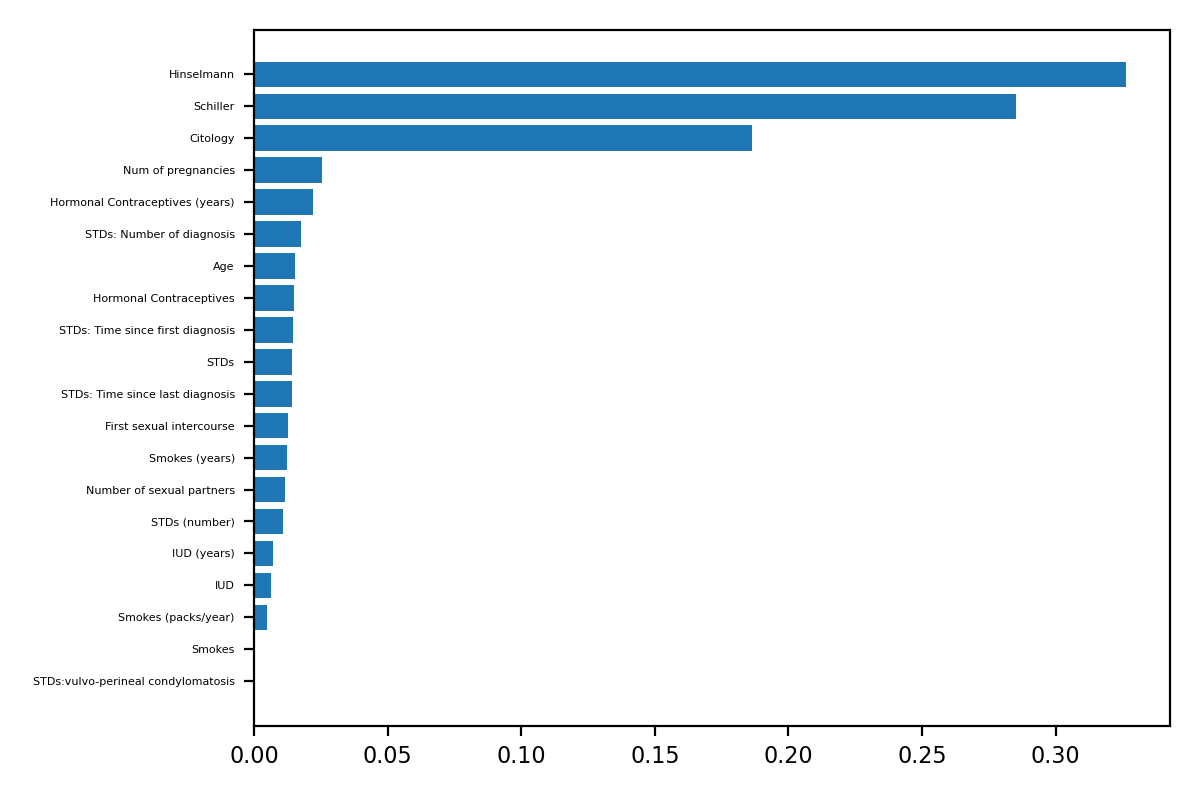 Hinselmann
Schiller
Citology
Num of pregnancies
Hormonal Contraceptives (years)
STDs: Number of diagnosis
Age
Hormonal Contraceptives
STDs: Time since first diagnosis
STDs
STDs: Time since last diagnosis
First sexual intercourse
Smokes (years)
Number of sexual partners
STDs (number)
IUD (years)
IUD
Smokes (packs/year)
Smokes
STDs:vulvo-perineal condylomatosis
0.00 0.05 0.10 0.15 0.20 0.25 0.30